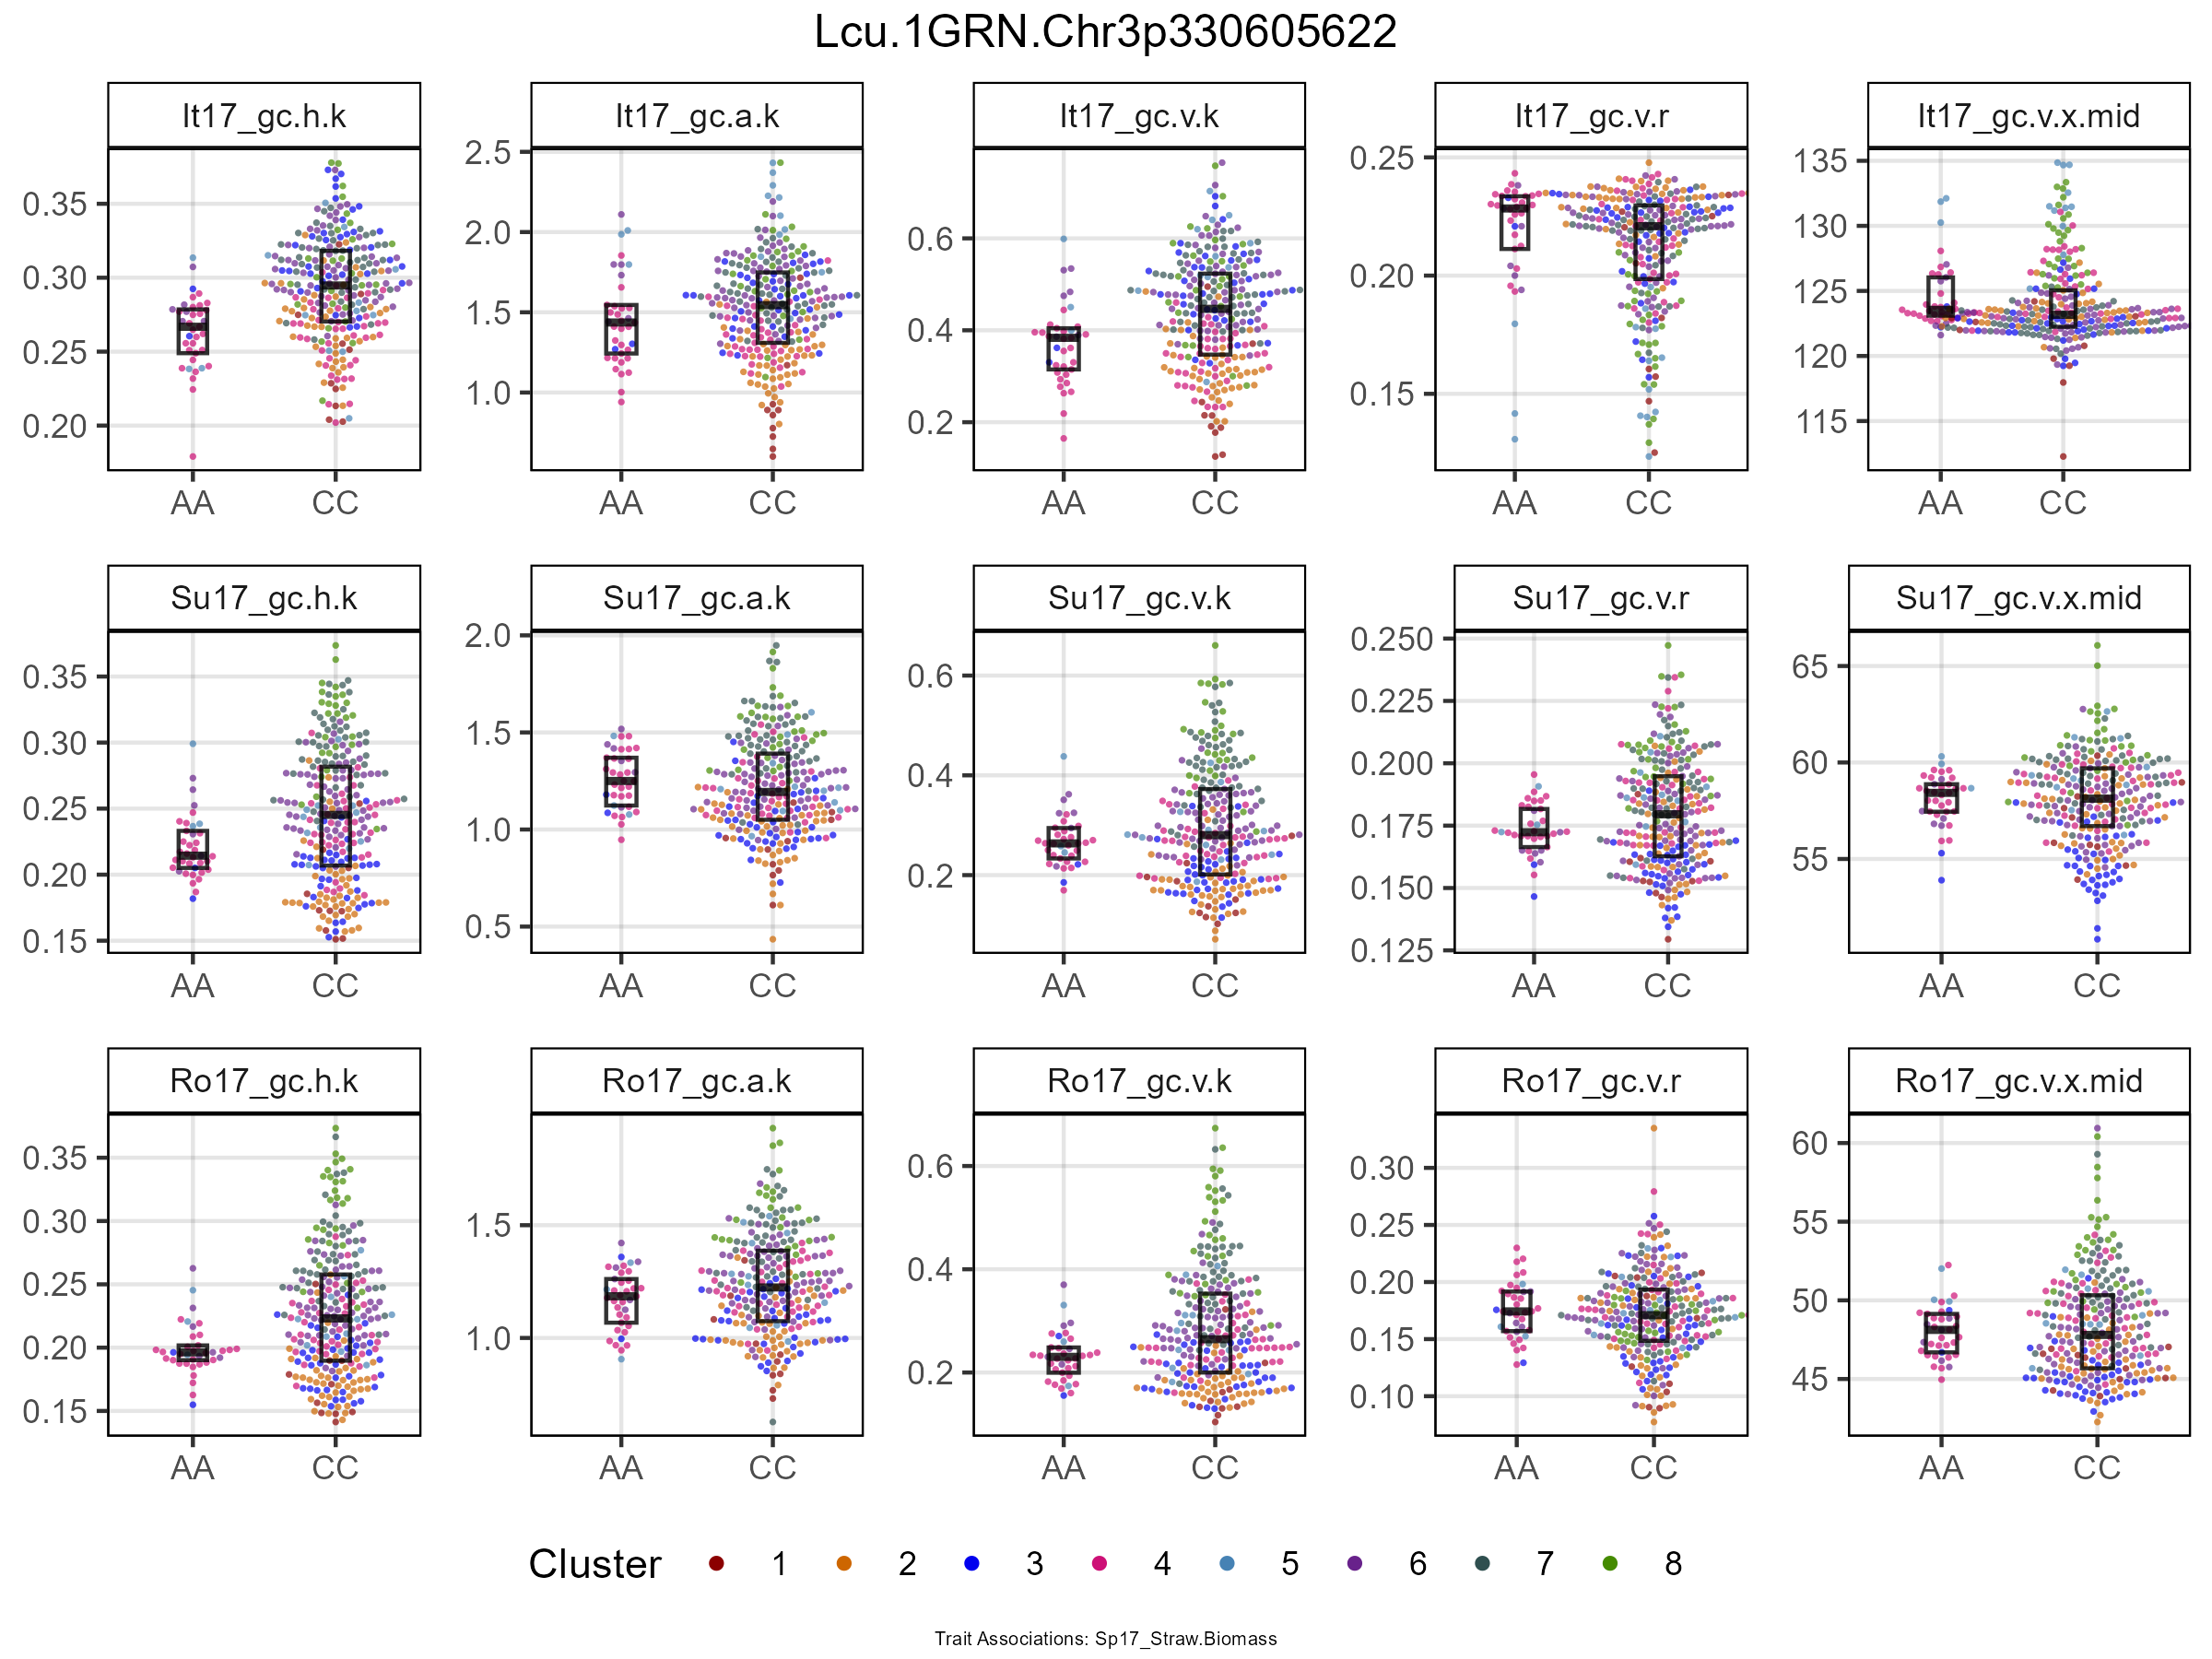 Lcu.1GRN.Chr3p330605622
It17_gc.h.k It17_gc.a.k It17_gc.v.k It17_gc.v.r It17_gc.v.x.mid
0.35 0.30 0.25 0.20 2.5 2.0 1.5 1.0 0.6 0.4 0.2 0.25 0.20 0.15 135 130 125 120 115
AA CC AA CC AA CC AA CC AA CC
Su17_gc.h.k Su17_gc.a.k Su17_gc.v.k Su17_gc.v.r Su17_gc.v.x.mid
0.35 0.30 0.25 0.20 0.15 2.0 1.5 1.0 0.5 0.6 0.4 0.2 0.250 0.225 0.200 0.175 0.150 0.125 65 60 55
AA CC AA CC AA CC AA CC AA CC
Ro17_gc.h.k Ro17_gc.a.k Ro17_gc.v.k Ro17_gc.v.r Ro17_gc.v.x.mid
0.35 0.30 0.25 0.20 0.15 1.5 1.0 0.6 0.4 0.2 0.30 0.25 0.20 0.15 0.10 60 55 50 45
AA CC AA CC AA CC AA CC AA CC
Cluster 1 2 3 4 5 6 7 8
Trait Associations: Sp17_Straw.Biomass